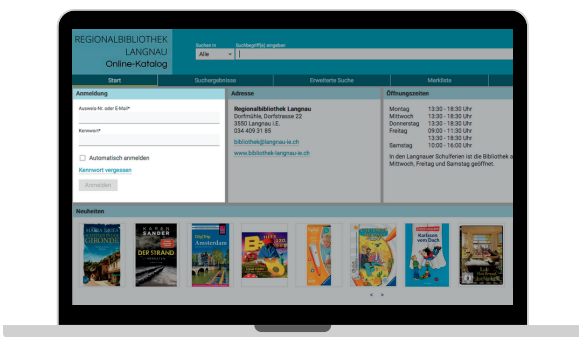 REGIONALBIBLIOTHEK
LANGNAU
Online-Katalog
Suchen in
Suchbegriff(e) eingeben
Alle
Start
Suchergebnisse
Erweiterte Suche
Merkliste
Anmeldung
Ausweis-Nr. oder E-Mail*
Kennwort*
Automatisch anmelden
Kennwort vergessen
Anmelden
Adresse
Regionalbibliothek Langnau
Dorfmühle, Dorfstrasse 22
3550 Langnau i.E.
034 409 31 85
bibliothek@langnau-ie.ch
www.bibliothek-langnau-ie.ch
Öffnungszeiten
Montag 13:30 - 18:30 Uhr
Mittwoch 13:30 - 18:30 Uhr
Donnerstag 13:30 - 18:30 Uhr
Freitag 09:00 - 11:30 Uhr
13:30 - 18:30 Uhr
Samstag 10:00 - 16:00 Uhr
In den Langnauer Schulferien ist die Bibliothek a
Mittwoch, Freitag und Samstag geöffnet.
Neuheiten
GIRONDE
KAREN
SANDER
DER STRAND
CityTrip
Amsterdam
Karlsson
vom Dach